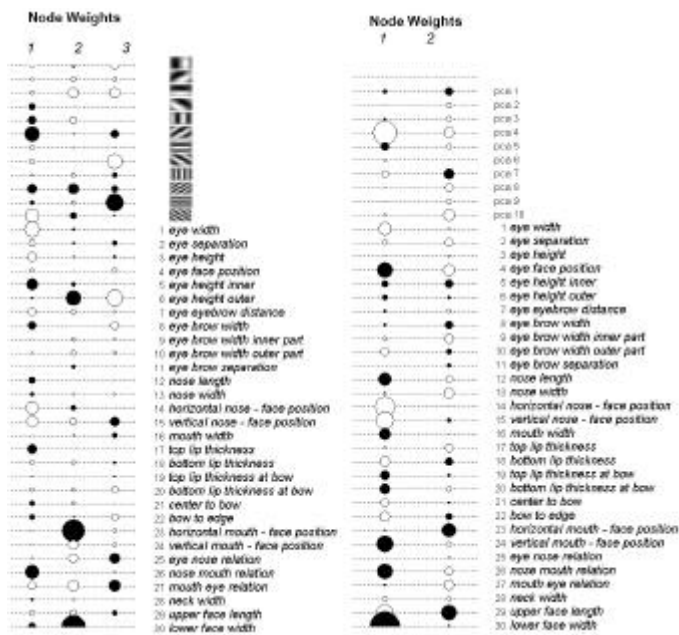 Node Weights
1 2 3
1 eye width
2 eye separation
3 eye height
4 eye face position
5 eye height inner
6 eye height outer
7 eye eyebrow distance
8 eye brow width
9 eye brow width inner part
10 eye brow width outer part
11 eye brow separation
12 nose length
13 nose width
14 horizontal nose - face position
15 vertical nose - face position
16 mouth width
17 top lip thickness
18 bottom lip thickness
19 top lip thickness at bow
20 bottom lip thickness at bow
21 center to bow
22 bow to edge
23 horizontal mouth - face position
24 vertical mouth - face position
25 eye nose relation
26 nose mouth relation
27 mouth eye relation
28 neck width
29 upper face length
30 lower face width
Node Weights
1 2
pca 1
pca 2
pca 3
pca 4
pca 5
pca 6
pca 7
pca 8
pca 9
pca 10
1 eye width
2 eye separation
3 eye height
4 eye face position
5 eye height inner
6 eye height outer
7 eye eyebrow distance
8 eye brow width
9 eye brow width inner part
10 eye brow width outer part
11 eye brow separation
12 nose length
13 nose width
14 horizontal nose - face position
15 vertical nose - face position
16 mouth width
17 top lip thickness
18 bottom lip thickness
19 top lip thickness at bow
20 bottom lip thickness at bow
21 center to bow
22 bow to edge
23 horizontal mouth - face position
24 vertical mouth - face position
25 eye nose relation
26 nose mouth relation
27 mouth eye relation
28 neck width
29 upper face length
30 lower face width